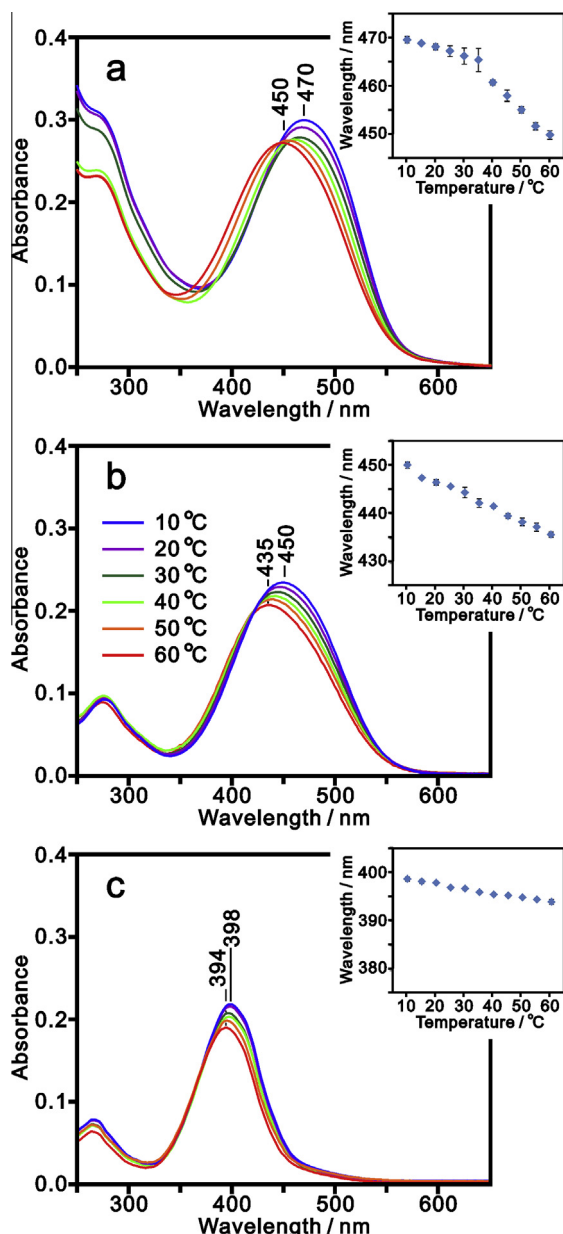 0.4
a
450
470
0.3
0.2
0.1
0.0
Absorbance
300
400
500
600
Wavelength / nm
470
460
450
Wavelength / nm
10 20 30 40 50 60
Temperature / °C
0.4
b
10 °C
20 °C
30 °C
40 °C
50 °C
60 °C
435
450
0.3
0.2
0.1
0.0
Absorbance
300
400
500
600
Wavelength / nm
450
440
430
Wavelength / nm
10 20 30 40 50 60
Temperature / °C
0.4
c
394
398
0.3
0.2
0.1
0.0
Absorbance
300
400
500
600
Wavelength / nm
400
390
380
Wavelength / nm
10 20 30 40 50 60
Temperature / °C